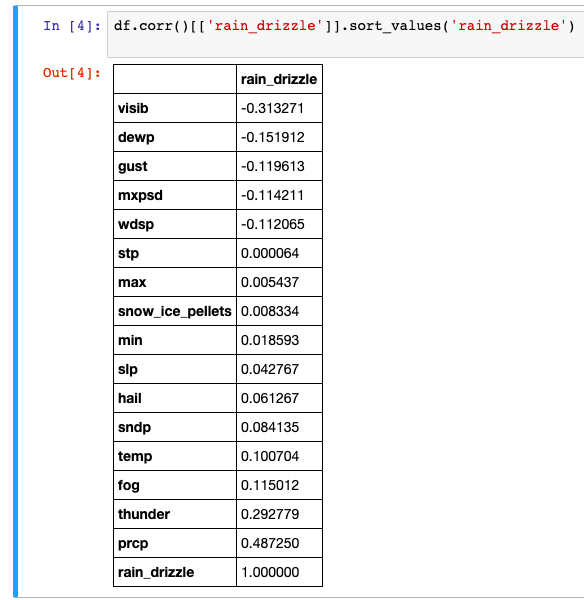 In [4]: df.corr()[['rain_drizzle']].sort_values('rain_drizzle')
Out[4]:
rain_drizzle
visib -0.313271
dewp -0.151912
gust -0.119613
mxpsd -0.114211
wdsp -0.112065
stp 0.000064
max 0.005437
snow_ice_pellets 0.008334
min 0.018593
slp 0.042767
hail 0.061267
sndp 0.084135
temp 0.100704
fog 0.115012
thunder 0.292779
prcp 0.487250
rain_drizzle 1.000000